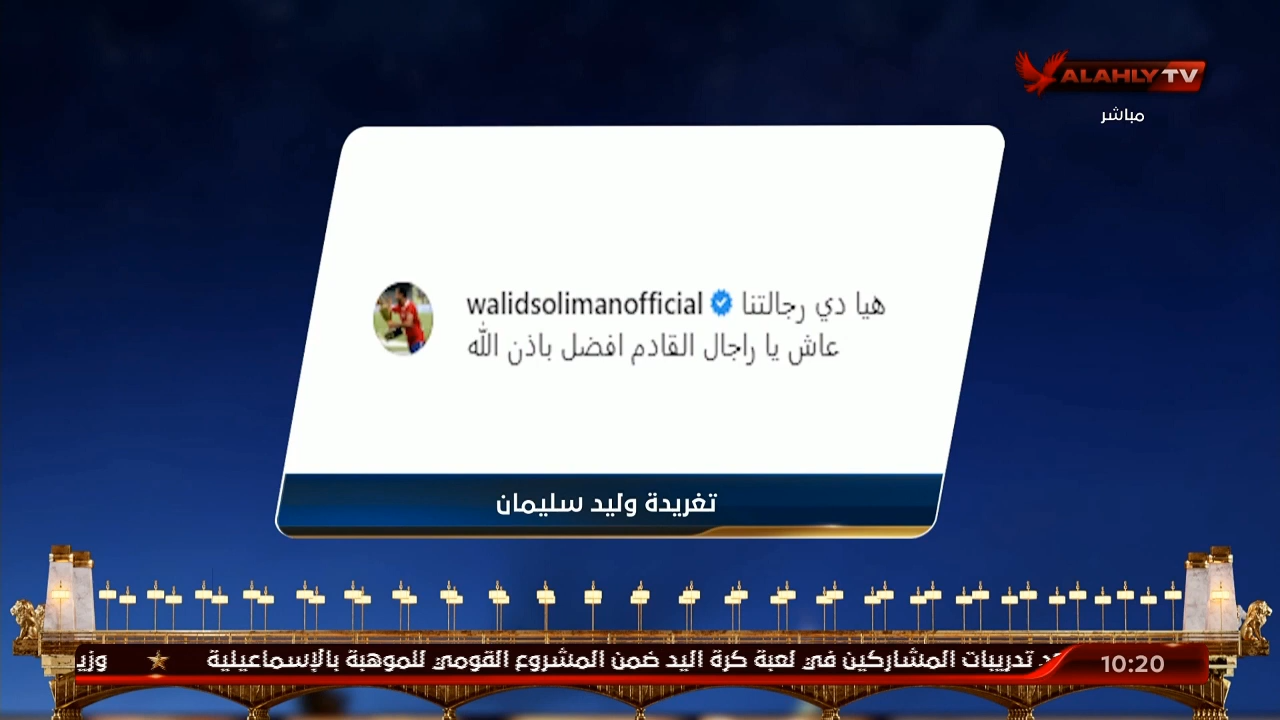 ALAHLY TV
مباشر
walidsolimanofficial هيا دي رجالتنا
عاش يا راجال القادم افضل باذن الله
تغريدة وليد سليمان
تدريبات المشاركين في لعبة كرة اليد ضمن المشروع القومي للموهبة بالإسماعيلية
10:20